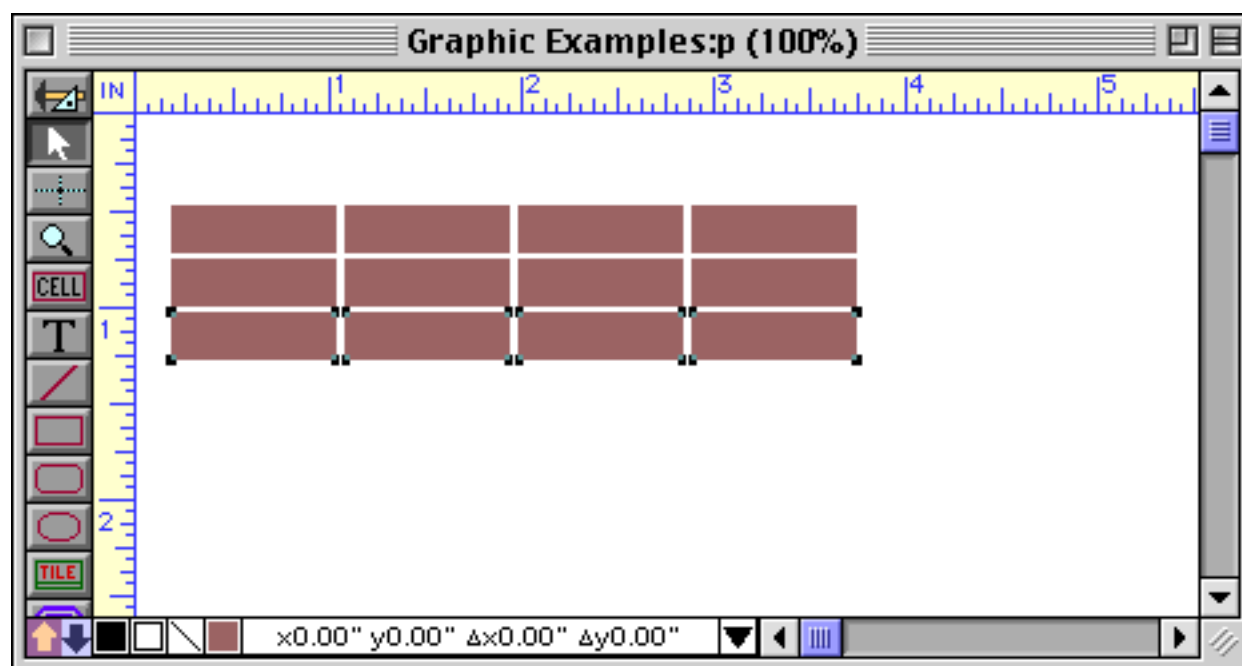 Graphic Examples:p (100%)
IN 1 2 3 4 5
CELL
T
1
2
TILE
x0.00" y0.00" Δx0.00" Δy0.00"